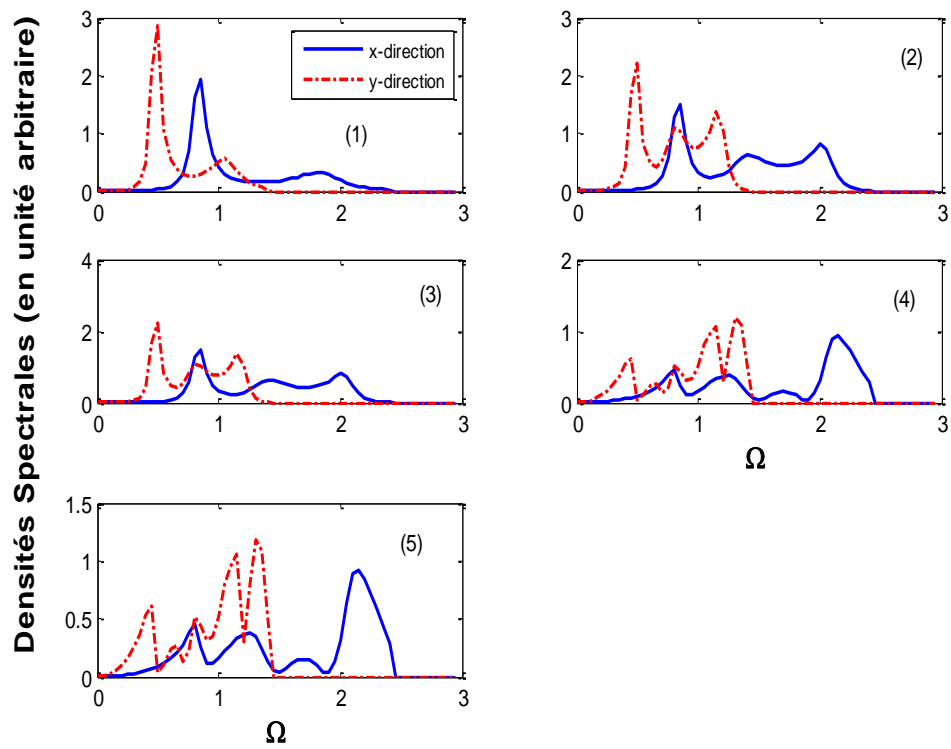 Densités Spectrales (en unité arbitraire)
3
2
1
0
0 1 2 3
x-direction
y-direction
(1)
3
2
1
0
0 1 2 3
(2)
4
2
0
0 1 2 3
(3)
2
1
0
0 1 2 3
(4)
Ω
1.5
1
0.5
0
0 1 2 3
(5)
Ω